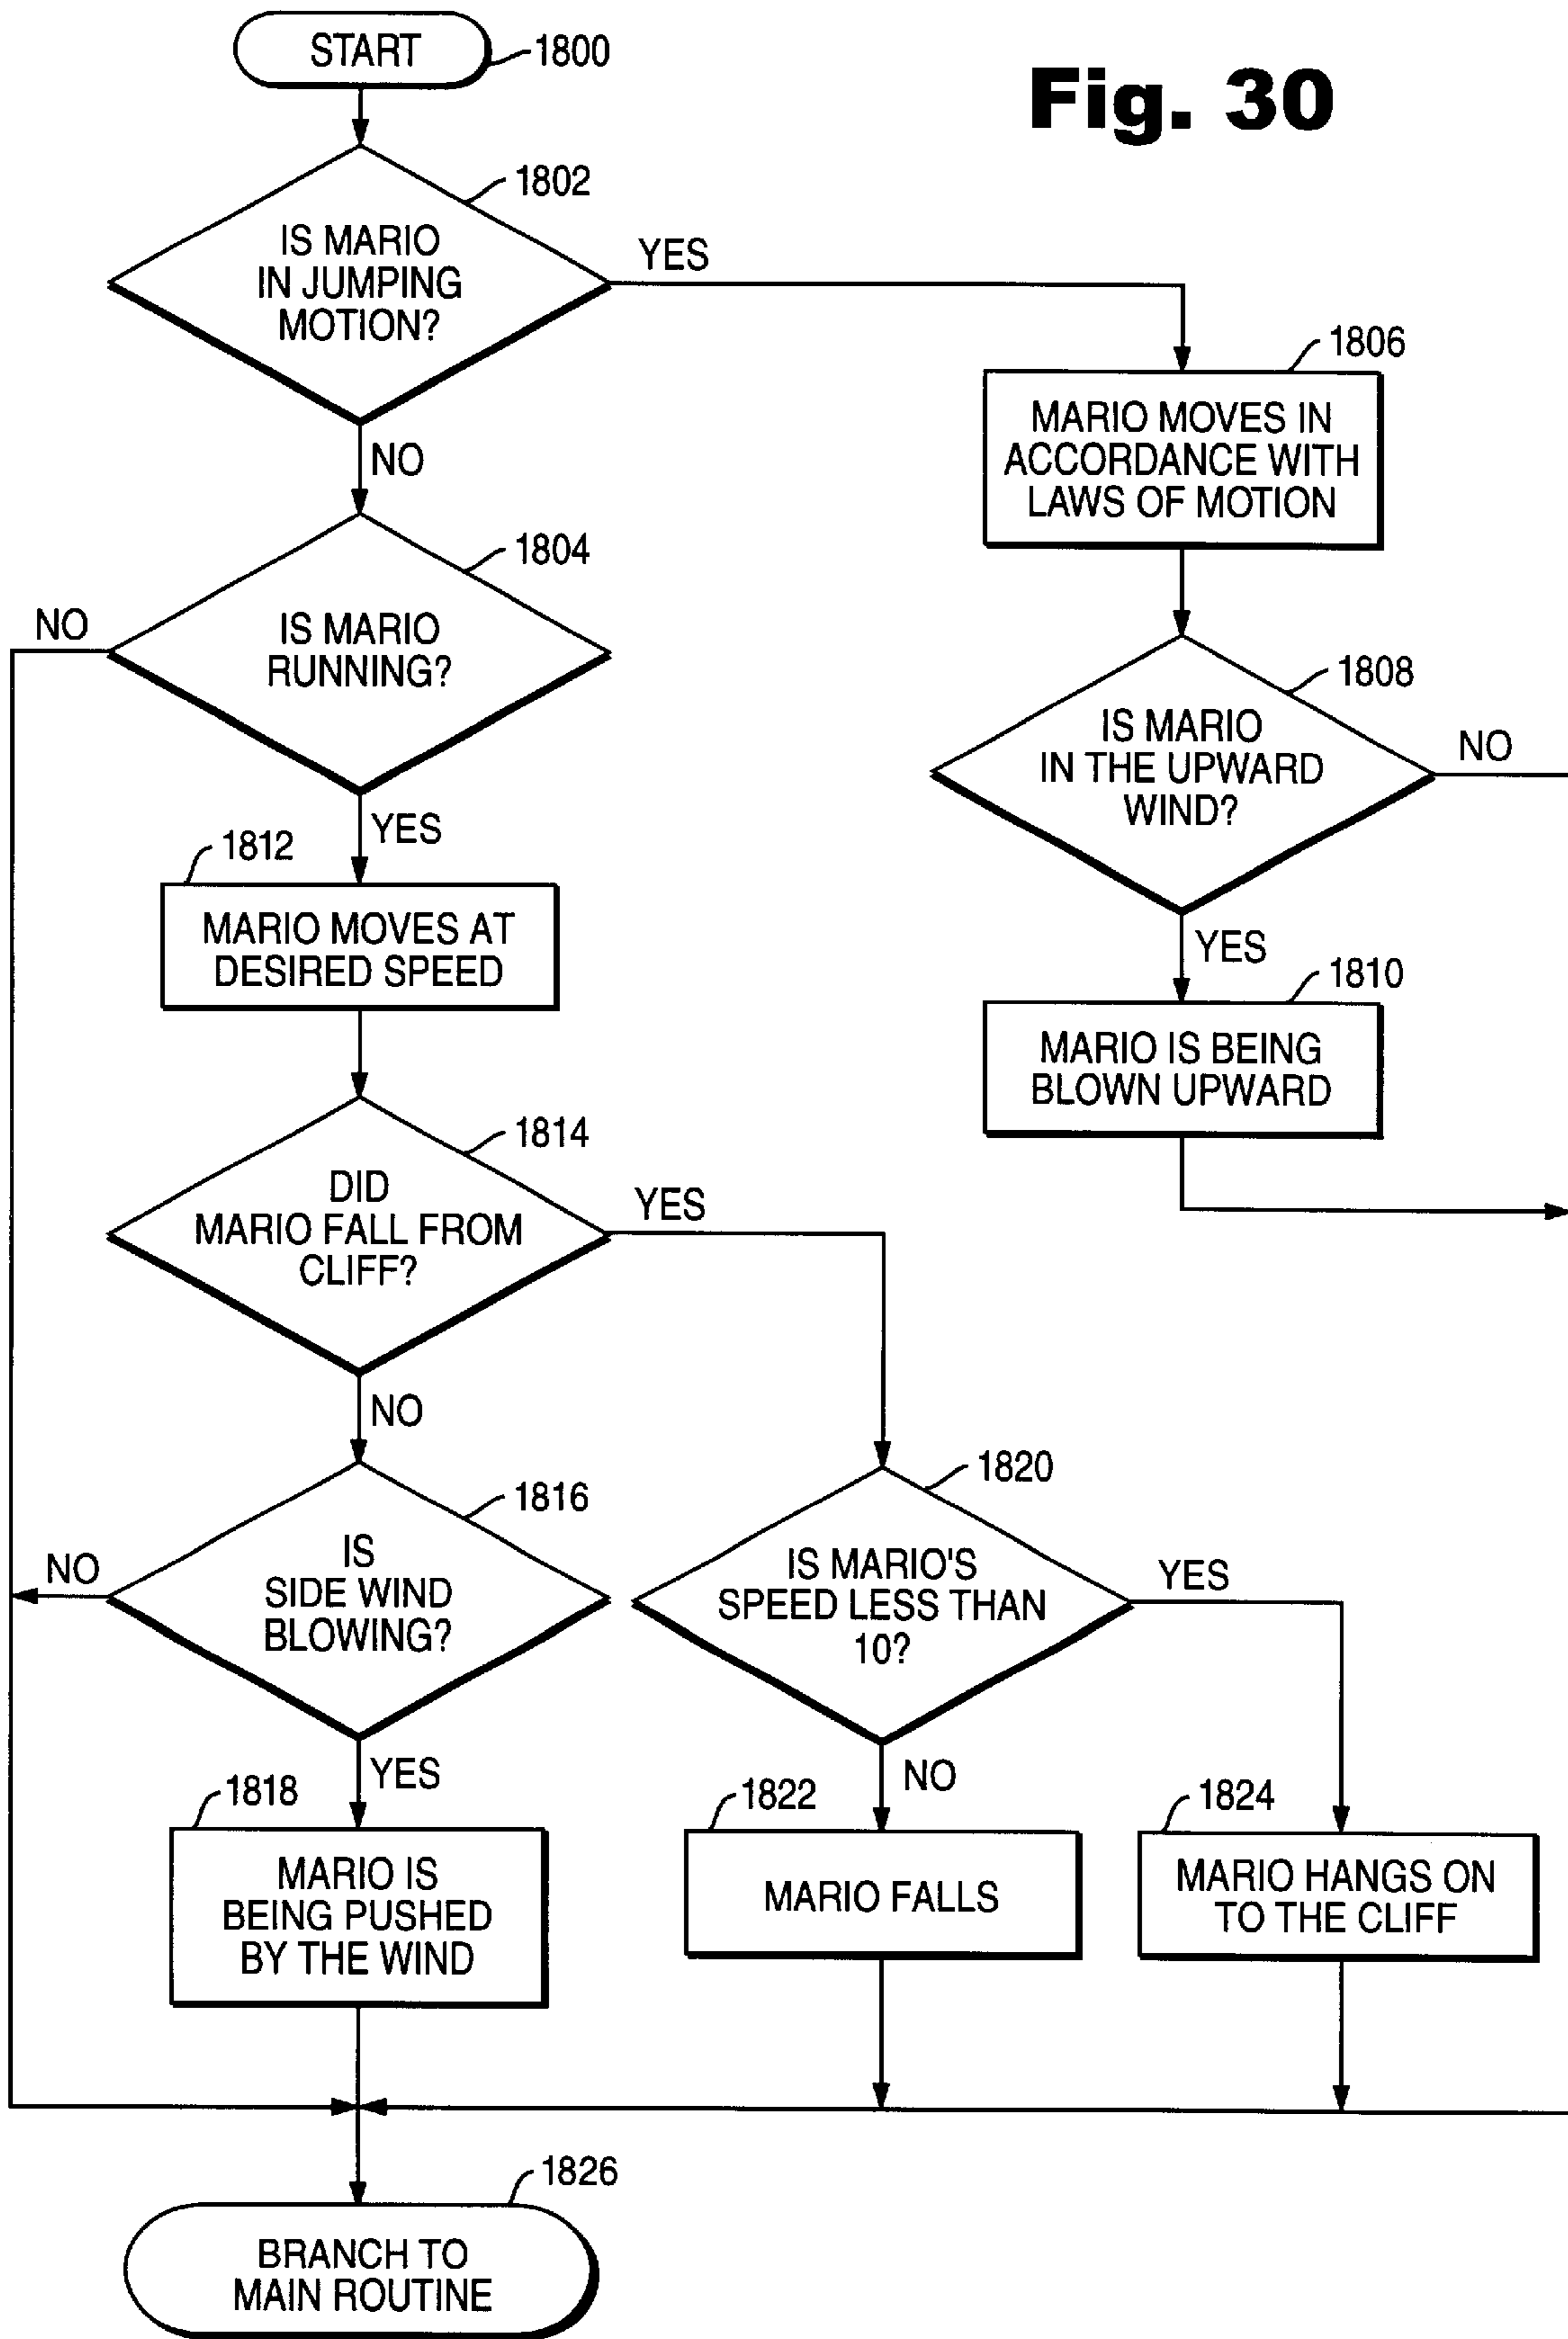 Fig. 30
START
1800
1802
IS MARIO
IN JUMPING
MOTION?
YES
NO
1806
MARIO MOVES IN
ACCORDANCE WITH
LAWS OF MOTION
1804
IS MARIO
RUNNING?
NO
YES
1808
IS MARIO
IN THE UPWARD
WIND?
NO
YES
1812
MARIO MOVES AT
DESIRED SPEED
1810
MARIO IS BEING
BLOWN UPWARD
1814
DID
MARIO FALL FROM
CLIFF?
YES
NO
1816
IS
SIDE WIND
BLOWING?
NO
YES
1820
IS MARIO'S
SPEED LESS THAN
10?
YES
NO
1818
MARIO IS
BEING PUSHED
BY THE WIND
1822
MARIO FALLS
1824
MARIO HANGS ON
TO THE CLIFF
1826
BRANCH TO
MAIN ROUTINE